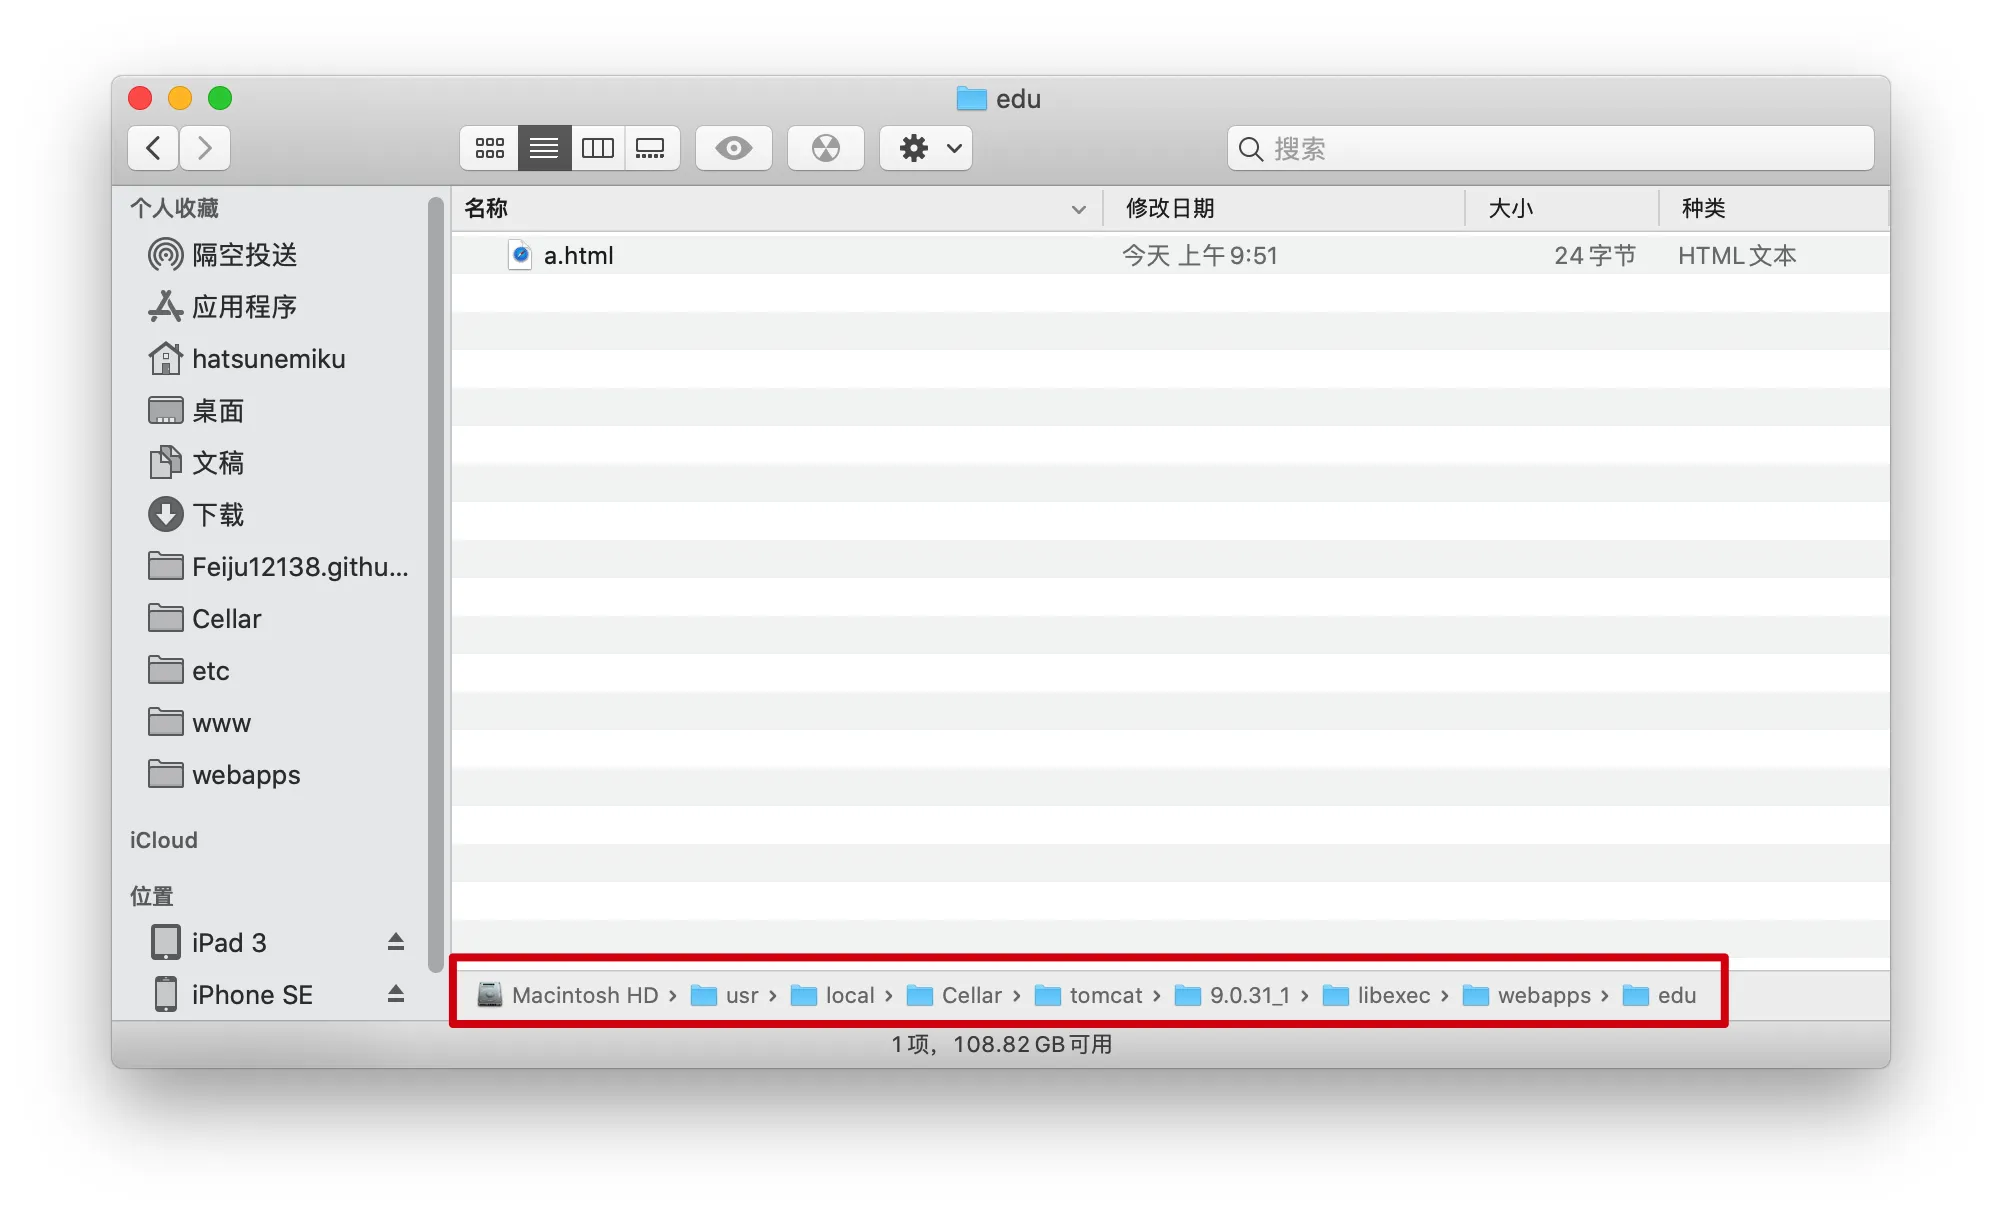 edu
搜索
个人收藏
隔空投送
应用程序
hatsunemiku
桌面
文稿
下载
Feiju12138.githu...
Cellar
etc
www
webapps
iCloud
位置
iPad 3
iPhone SE
名称 修改日期 大小 种类
a.html 今天 上午 9:51 24 字节 HTML文本
Macintosh HD › usr › local › Cellar › tomcat › 9.0.31_1 › libexec › webapps › edu
1 项，108.82 GB 可用